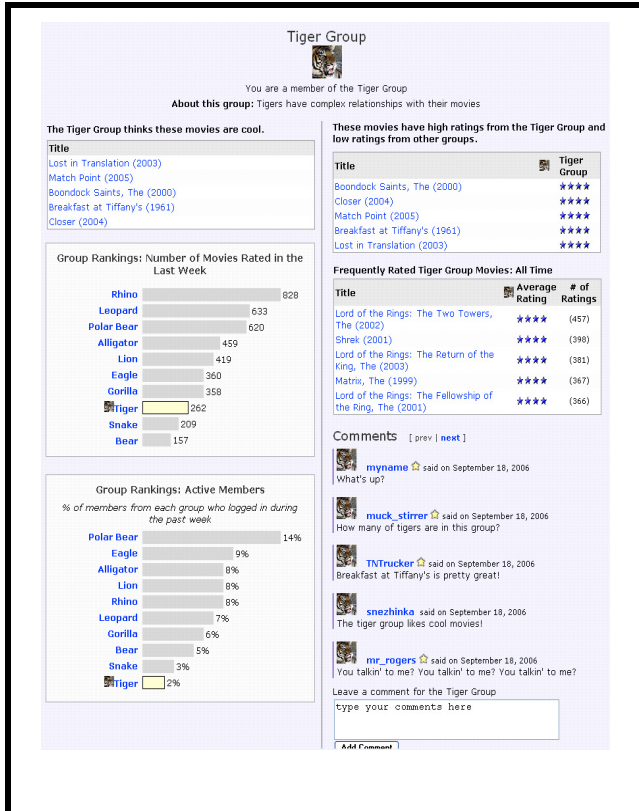 Tiger Group
You are a member of the Tiger Group
About this group: Tigers have complex relationships with their movies
The Tiger Group thinks these movies are cool.
Title
Lost in Translation (2003)
Match Point (2005)
Boondock Saints, The (2000)
Breakfast at Tiffany's (1961)
Closer (2004)
Group Rankings: Number of Movies Rated in the
Last Week
Rhino 828
Leopard 633
Polar Bear 620
Alligator 459
Lion 419
Eagle 360
Gorilla 358
Tiger 262
Snake 209
Bear 157
Group Rankings: Active Members
% of members from each group who logged in during
the past week
Polar Bear 14%
Eagle 9%
Alligator 8%
Lion 8%
Rhino 8%
Leopard 7%
Gorilla 6%
Bear 5%
Snake 3%
Tiger 2%
These movies have high ratings from the Tiger Group and
low ratings from other groups.
Title Tiger
Group
Boondock Saints, The (2000)
Closer (2004)
Match Point (2005)
Breakfast at Tiffany's (1961)
Lost in Translation (2003)
Frequently Rated Tiger Group Movies: All Time
Title Average Rating # of Ratings
Lord of the Rings: The Two Towers,
The (2002) (457)
Shrek (2001) (398)
Lord of the Rings: The Return of the
King, The (2003) (381)
Matrix, The (1999) (367)
Lord of the Rings: The Fellowship of
the Ring, The (2001) (366)
Comments [ prev | next ]
myname said on September 18, 2006
What's up?
muck_stirrer said on September 18, 2006
How many of tigers are in this group?
TNTrucker said on September 18, 2006
Breakfast at Tiffany's is pretty great!
snezhinka said on September 18, 2006
The tiger group likes cool movies!
mr_rogers said on September 18, 2006
You talkin' to me? You talkin' to me? You talkin' to me?
Leave a comment for the Tiger Group
type your comments here
Add Comment